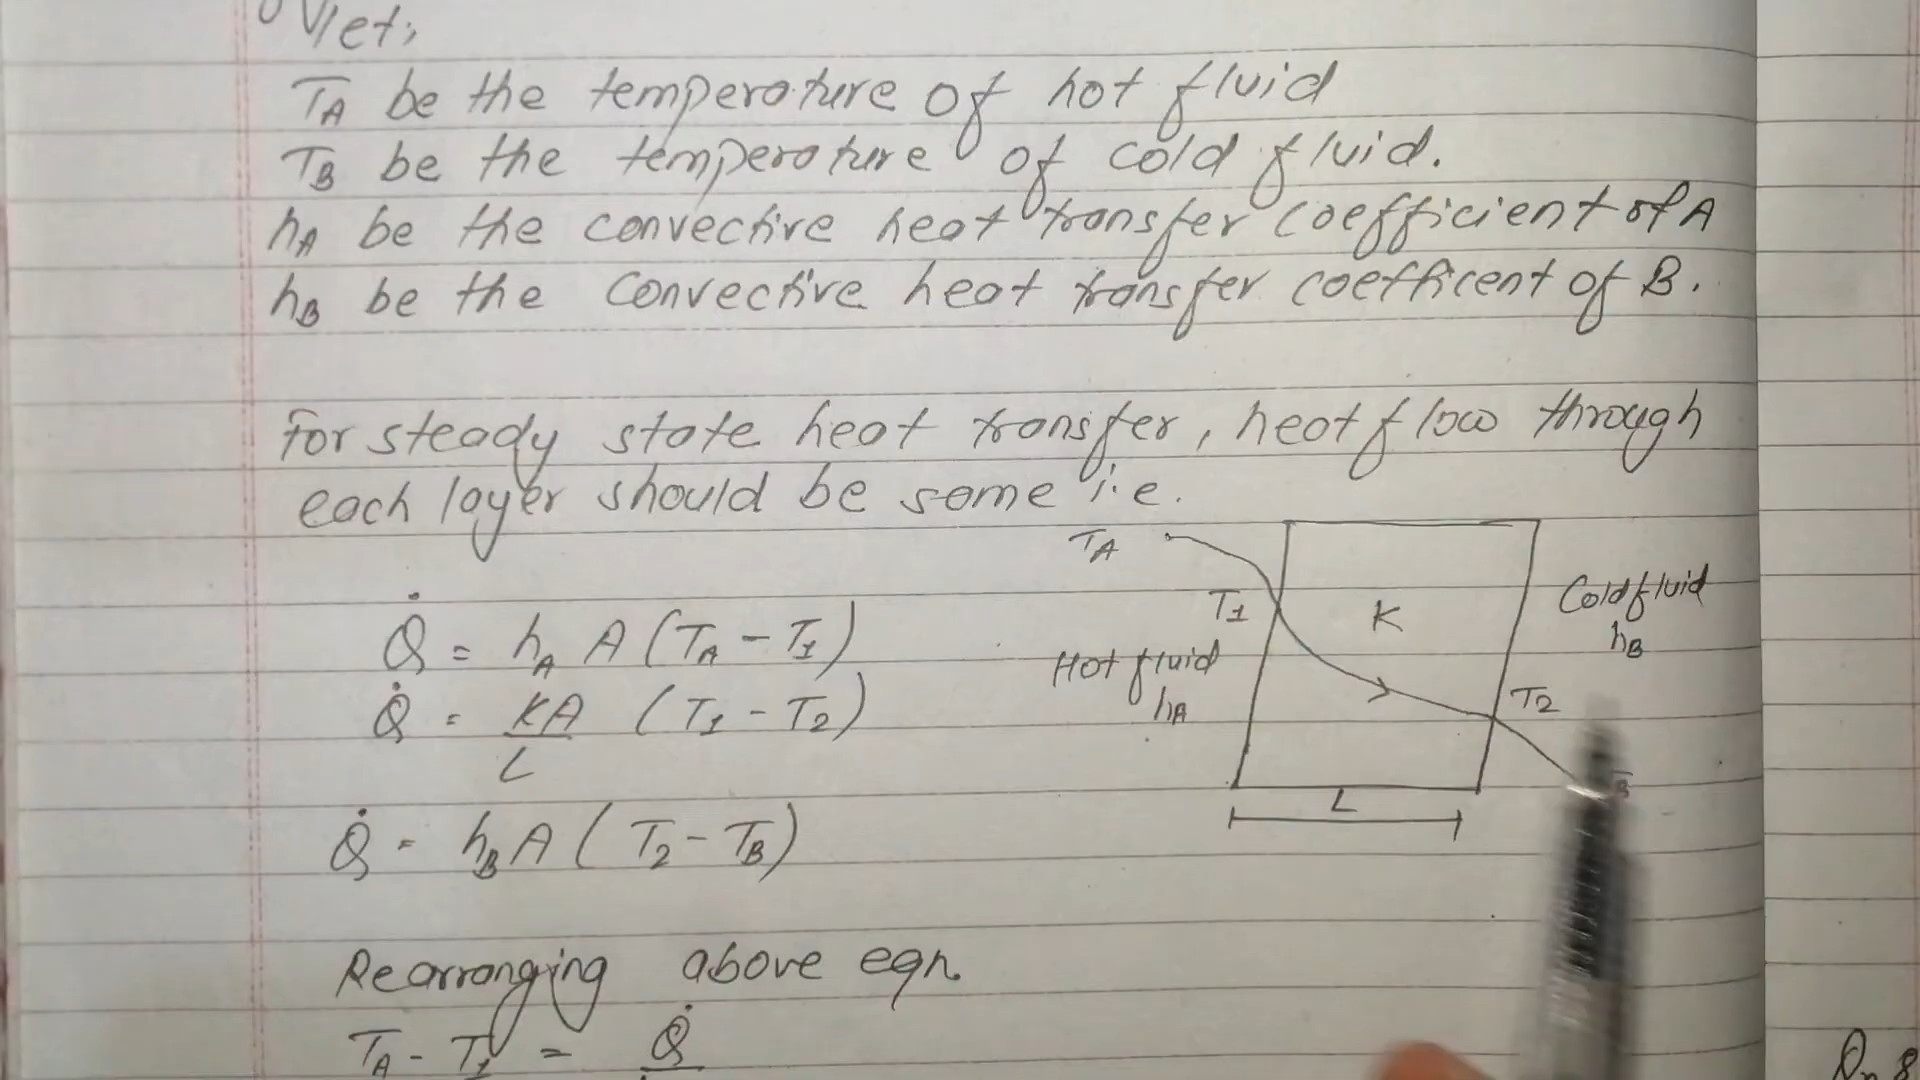 let,
TA be the temperature of hot fluid
TB be the temperature of cold fluid.
hA be the convective heat transfer coefficient of A
hB be the convective heat transfer coefficent of B.
For steady state heat transfer, heat flow through
each layer should be same i.e.
TA
T1
K
Cold fluid
hB
Hot fluid
hA
T2
L
Q̇ = hA A (TA - T1)
Q̇ = KA/L (T1 - T2)
Q̇ = hB A (T2 - TB)
Rearranging above eqn
TA - T1 = Q̇